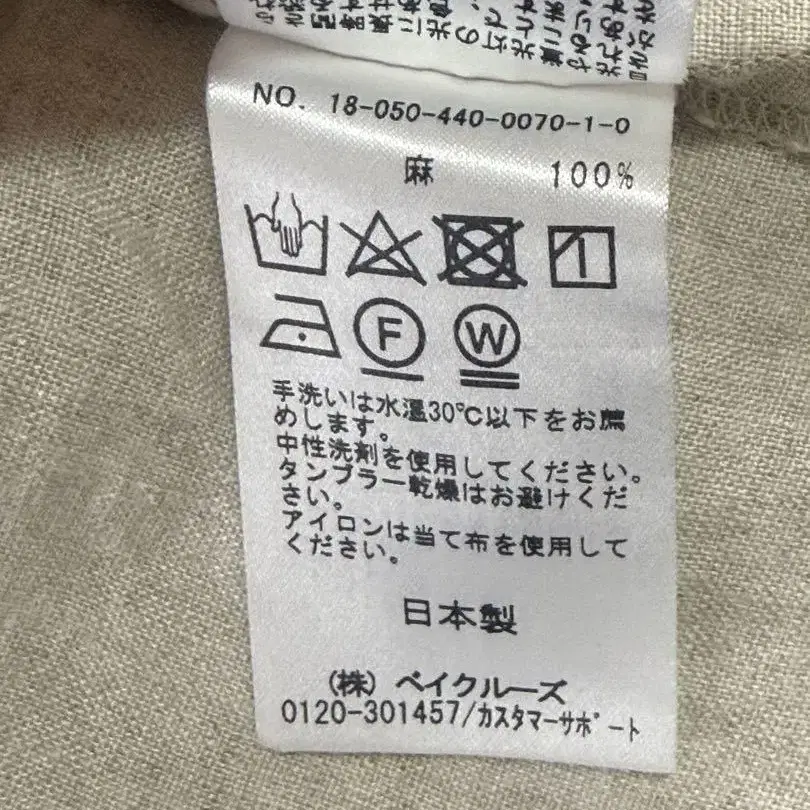 NO. 18-050-440-0070-1-0
麻 100%
F W
手洗いは水温30℃以下をお薦
めします。
中性洗剤を使用してください。
タンブラー乾燥はお避けくだ
さい。
アイロンは当て布を使用して
ください。
日本製
(株) ベイクルーズ
0120-301457/カスタマーサポート